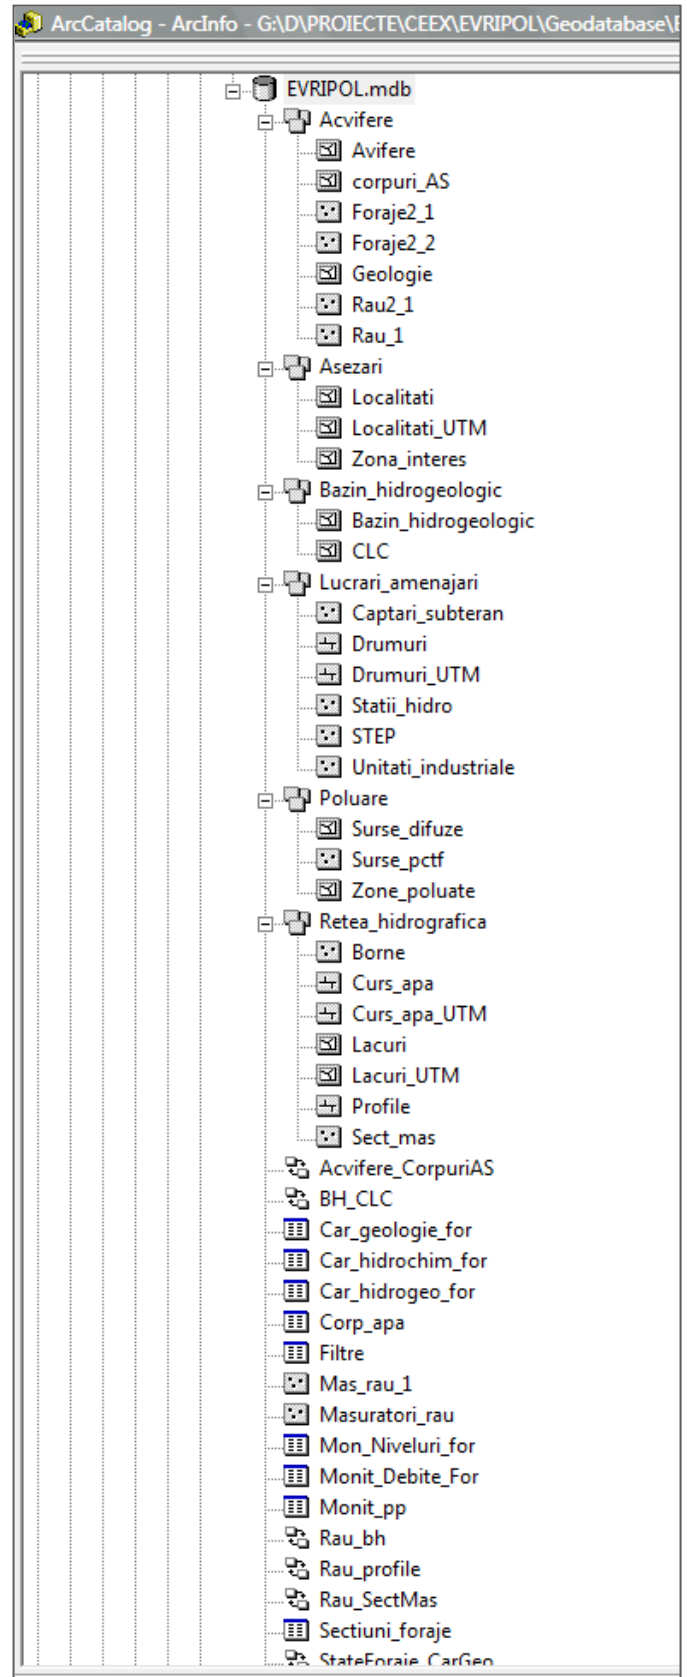 ArcCatalog - ArcInfo - G:\D\PROIECTE\CEEX\EVRIPOL\Geodatabase\E
EVRIPOL.mdb
Acvifere
Avifere
corpuri_AS
Foraje2_1
Foraje2_2
Geologie
Rau2_1
Rau_1
Asezari
Localitati
Localitati_UTM
Zona_interes
Bazin_hidrogeologic
Bazin_hidrogeologic
CLC
Lucrari_amenajari
Captari_subteran
Drumuri
Drumuri_UTM
Statii_hidro
STEP
Unitati_industriale
Poluare
Surse_difuze
Surse_pctf
Zone_poluate
Retea_hidrografica
Borne
Curs_apa
Curs_apa_UTM
Lacuri
Lacuri_UTM
Profile
Sect_mas
Acvifere_CorpuriAS
BH_CLC
Car_geologie_for
Car_hidrochim_for
Car_hidrogeo_for
Corp_apa
Filtre
Mas_rau_1
Masuratori_rau
Mon_Niveluri_for
Monit_Debite_For
Monit_pp
Rau_bh
Rau_profile
Rau_SectMas
Sectiuni_foraje
StateForaje_CarGeo